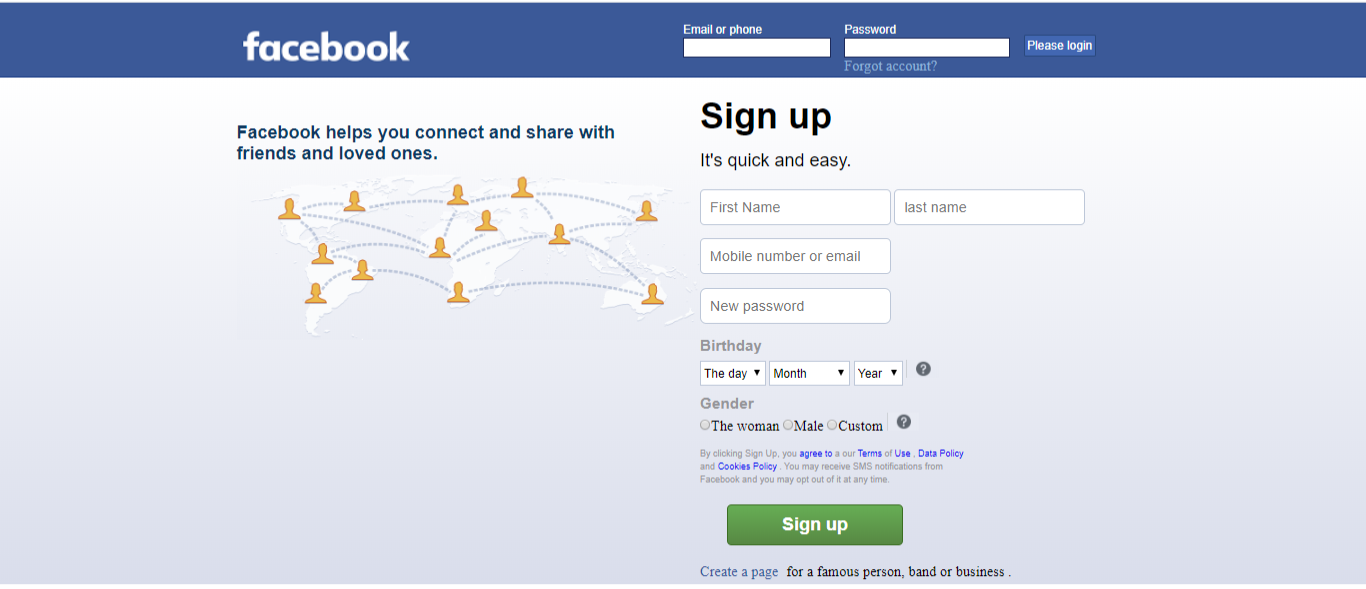 facebook
Email or phone
Password
Please login
Forgot account?
Facebook helps you connect and share with
friends and loved ones.
Sign up
It's quick and easy.
First Name
last name
Mobile number or email
New password
Birthday
The day Month Year
Gender
The woman Male Custom
By clicking Sign Up, you agree to a our Terms of Use . Data Policy
and Cookies Policy . You may receive SMS notifications from
Facebook and you may opt out of it at any time.
Sign up
Create a page for a famous person, band or business .